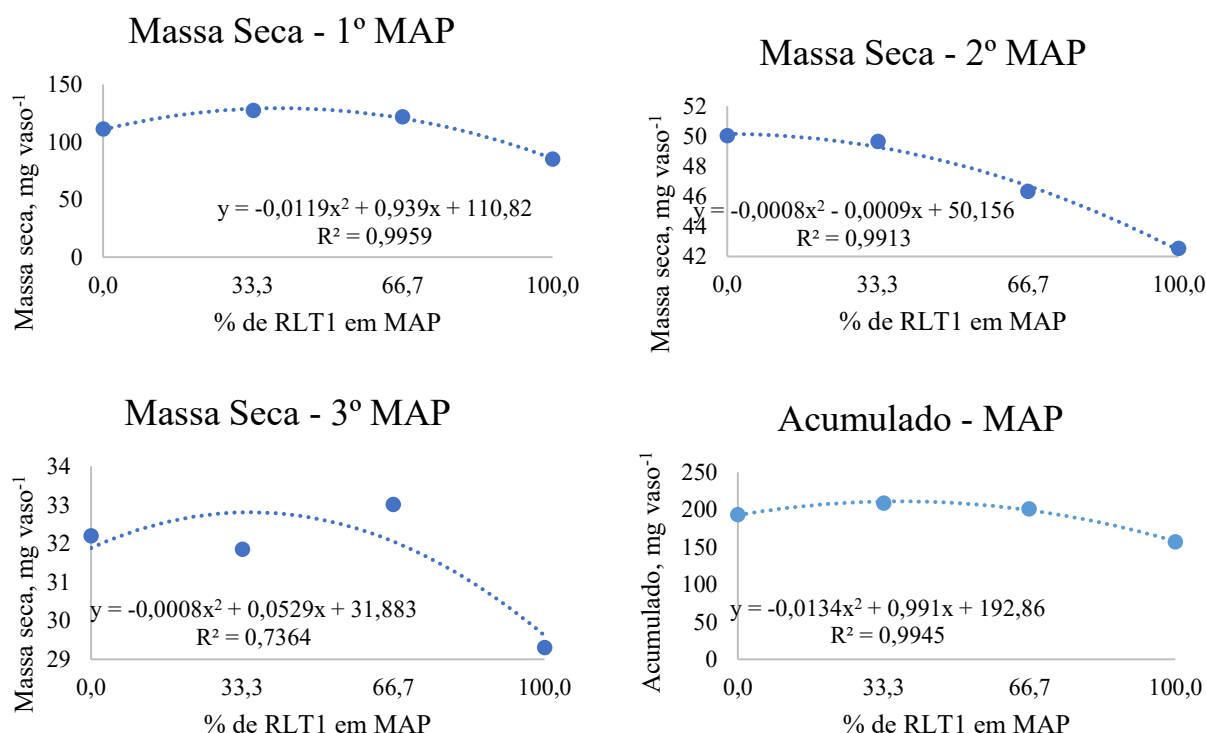 Massa Seca - 1º MAP
Massa seca, mg vaso⁻¹
150
100
50
0
y = -0,0119x² + 0,939x + 110,82
R² = 0,9959
0,0 33,3 66,7 100,0
% de RLT1 em MAP
Massa Seca - 2º MAP
Massa seca, mg vaso⁻¹
52
50
48
46
44
42
y = -0,0008x² - 0,0009x + 50,156
R² = 0,9913
0,0 33,3 66,7 100,0
% de RLT1 em MAP
Massa Seca - 3º MAP
Massa seca, mg vaso⁻¹
34
33
32
31
30
29
y = -0,0008x² + 0,0529x + 31,883
R² = 0,7364
0,0 33,3 66,7 100,0
% de RLT1 em MAP
Acumulado - MAP
Acumulado, mg vaso⁻¹
250
200
150
100
50
0
y = -0,0134x² + 0,991x + 192,86
R² = 0,9945
0,0 33,3 66,7 100,0
% de RLT1 em MAP